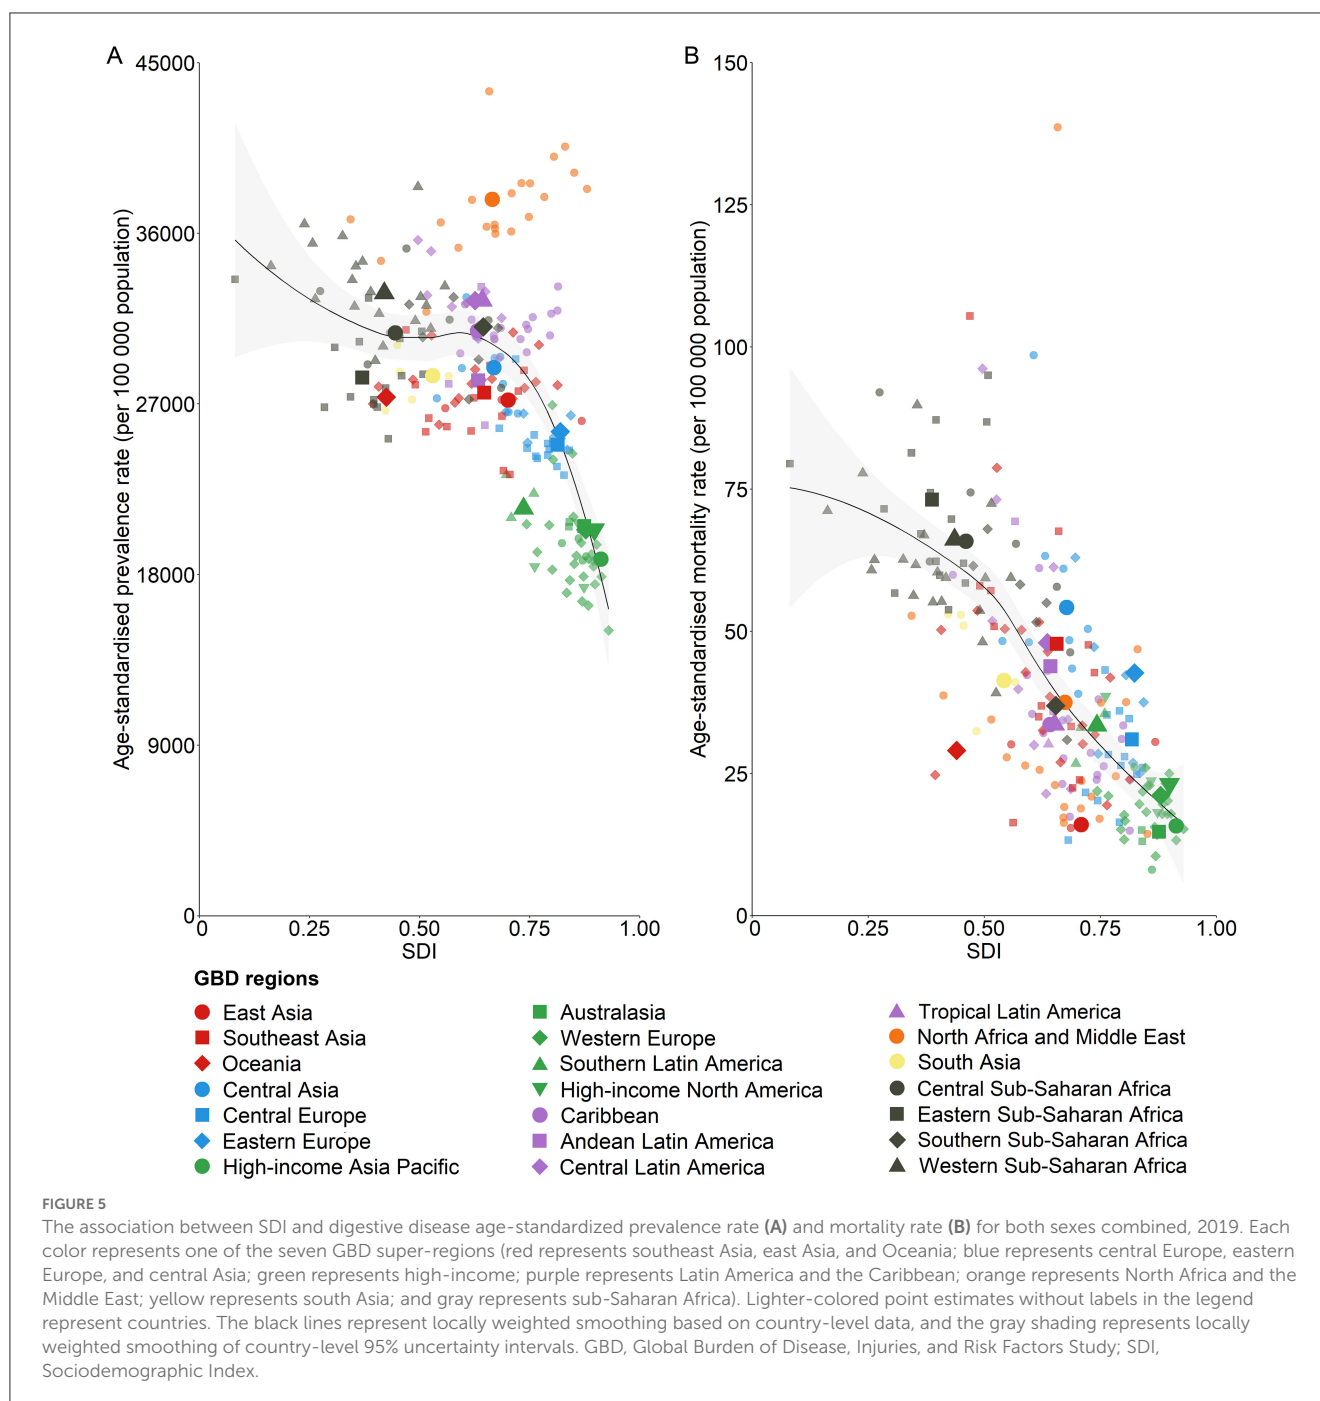 A
B
45000
36000
27000
18000
9000
0
Age-standardised prevalence rate (per 100 000 population)
0 0.25 0.50 0.75 1.00
SDI
150
125
100
75
50
25
0
Age-standardised mortality rate (per 100 000 population)
0 0.25 0.50 0.75 1.00
SDI
GBD regions
East Asia
Southeast Asia
Oceania
Central Asia
Central Europe
Eastern Europe
High-income Asia Pacific
Australasia
Western Europe
Southern Latin America
High-income North America
Caribbean
Andean Latin America
Central Latin America
Tropical Latin America
North Africa and Middle East
South Asia
Central Sub-Saharan Africa
Eastern Sub-Saharan Africa
Southern Sub-Saharan Africa
Western Sub-Saharan Africa
FIGURE 5
The association between SDI and digestive disease age-standardized prevalence rate (A) and mortality rate (B) for both sexes combined, 2019. Each
color represents one of the seven GBD super-regions (red represents southeast Asia, east Asia, and Oceania; blue represents central Europe, eastern
Europe, and central Asia; green represents high-income; purple represents Latin America and the Caribbean; orange represents North Africa and the
Middle East; yellow represents south Asia; and gray represents sub-Saharan Africa). Lighter-colored point estimates without labels in the legend
represent countries. The black lines represent locally weighted smoothing based on country-level data, and the gray shading represents locally
weighted smoothing of country-level 95% uncertainty intervals. GBD, Global Burden of Disease, Injuries, and Risk Factors Study; SDI,
Sociodemographic Index.